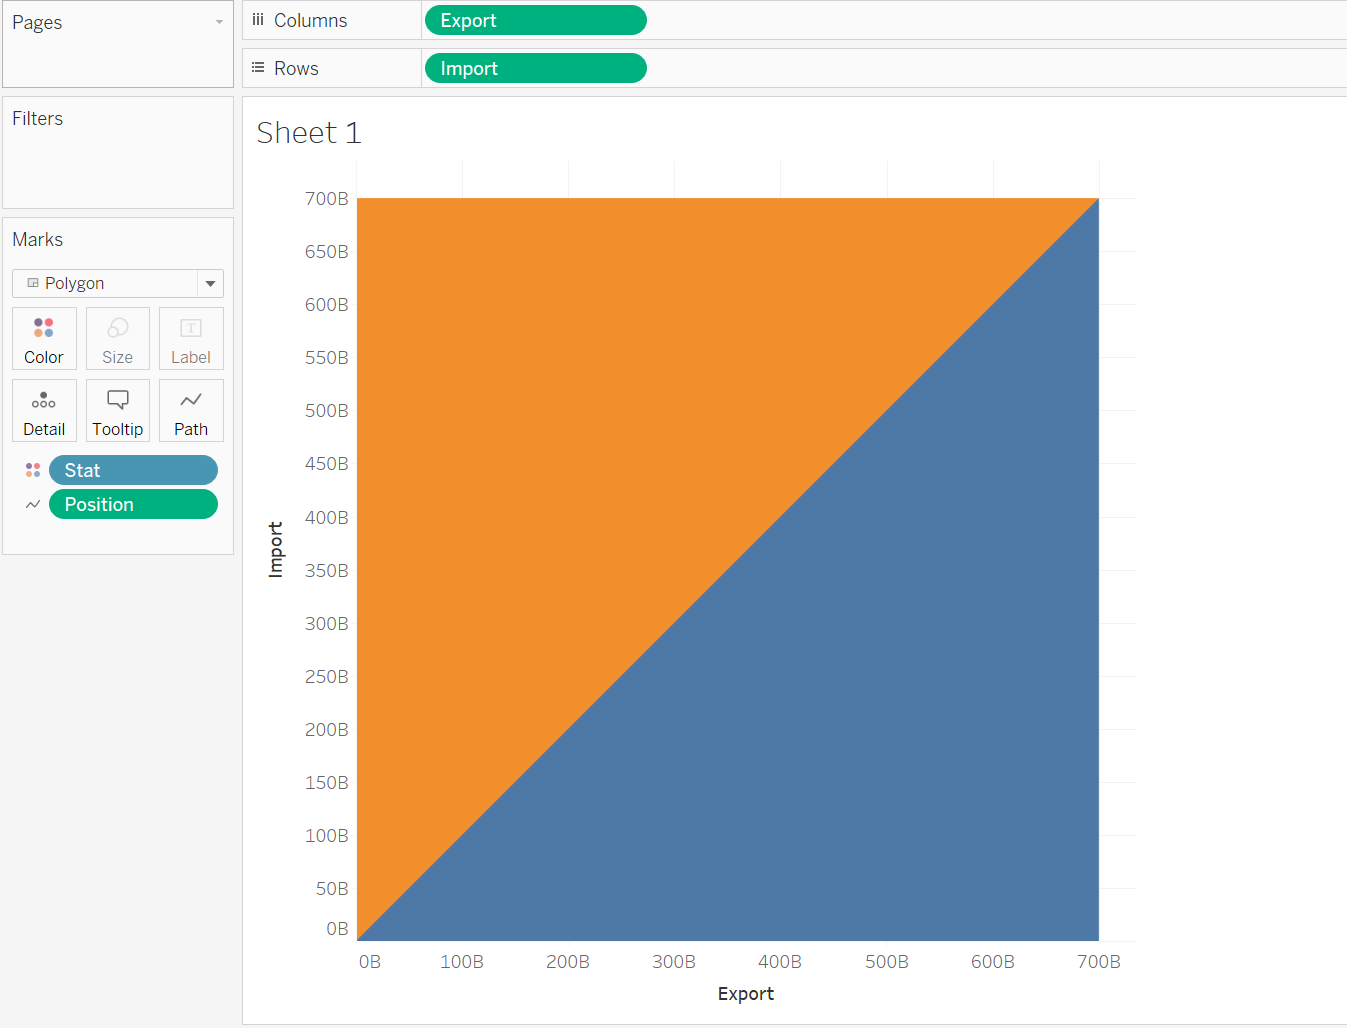 Pages
Columns
Export
Rows
Import
Filters
Marks
Polygon
Color
Size
T
Label
Detail
Tooltip
Path
Stat
Position
Sheet 1
700B
650B
600B
550B
500B
450B
400B
350B
300B
250B
200B
150B
100B
50B
0B
Import
0B
100B
200B
300B
400B
500B
600B
700B
Export